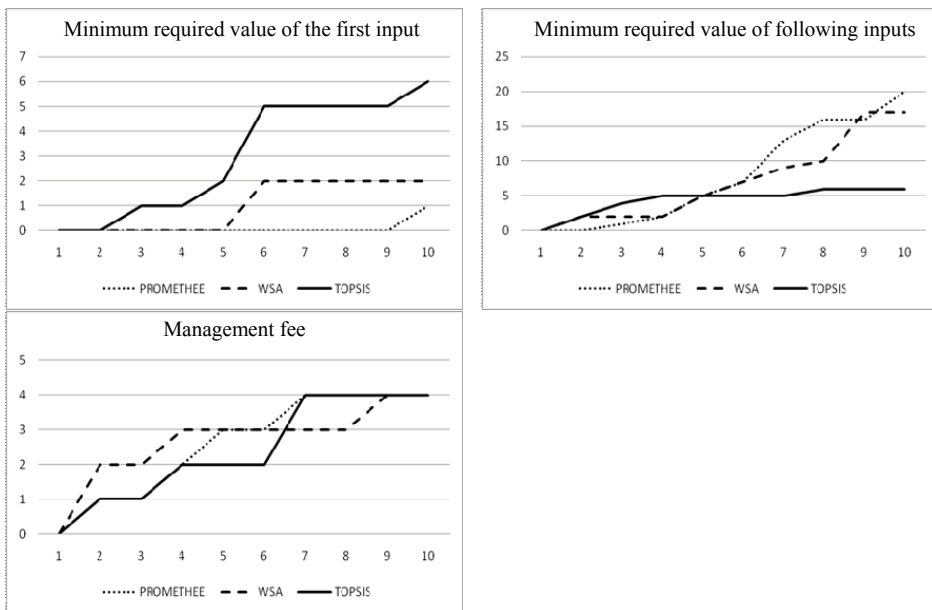 Minimum required value of the first input
7
6
5
4
3
2
1
0
1 2 3 4 5 6 7 8 9 10
PROMETHEE WSA TOPSIS
Minimum required value of following inputs
25
20
15
10
5
0
1 2 3 4 5 6 7 8 9 10
PROMETHEE WSA TOPSIS
Management fee
5
4
3
2
1
0
1 2 3 4 5 6 7 8 9 10
PROMETHEE WSA TOPSIS